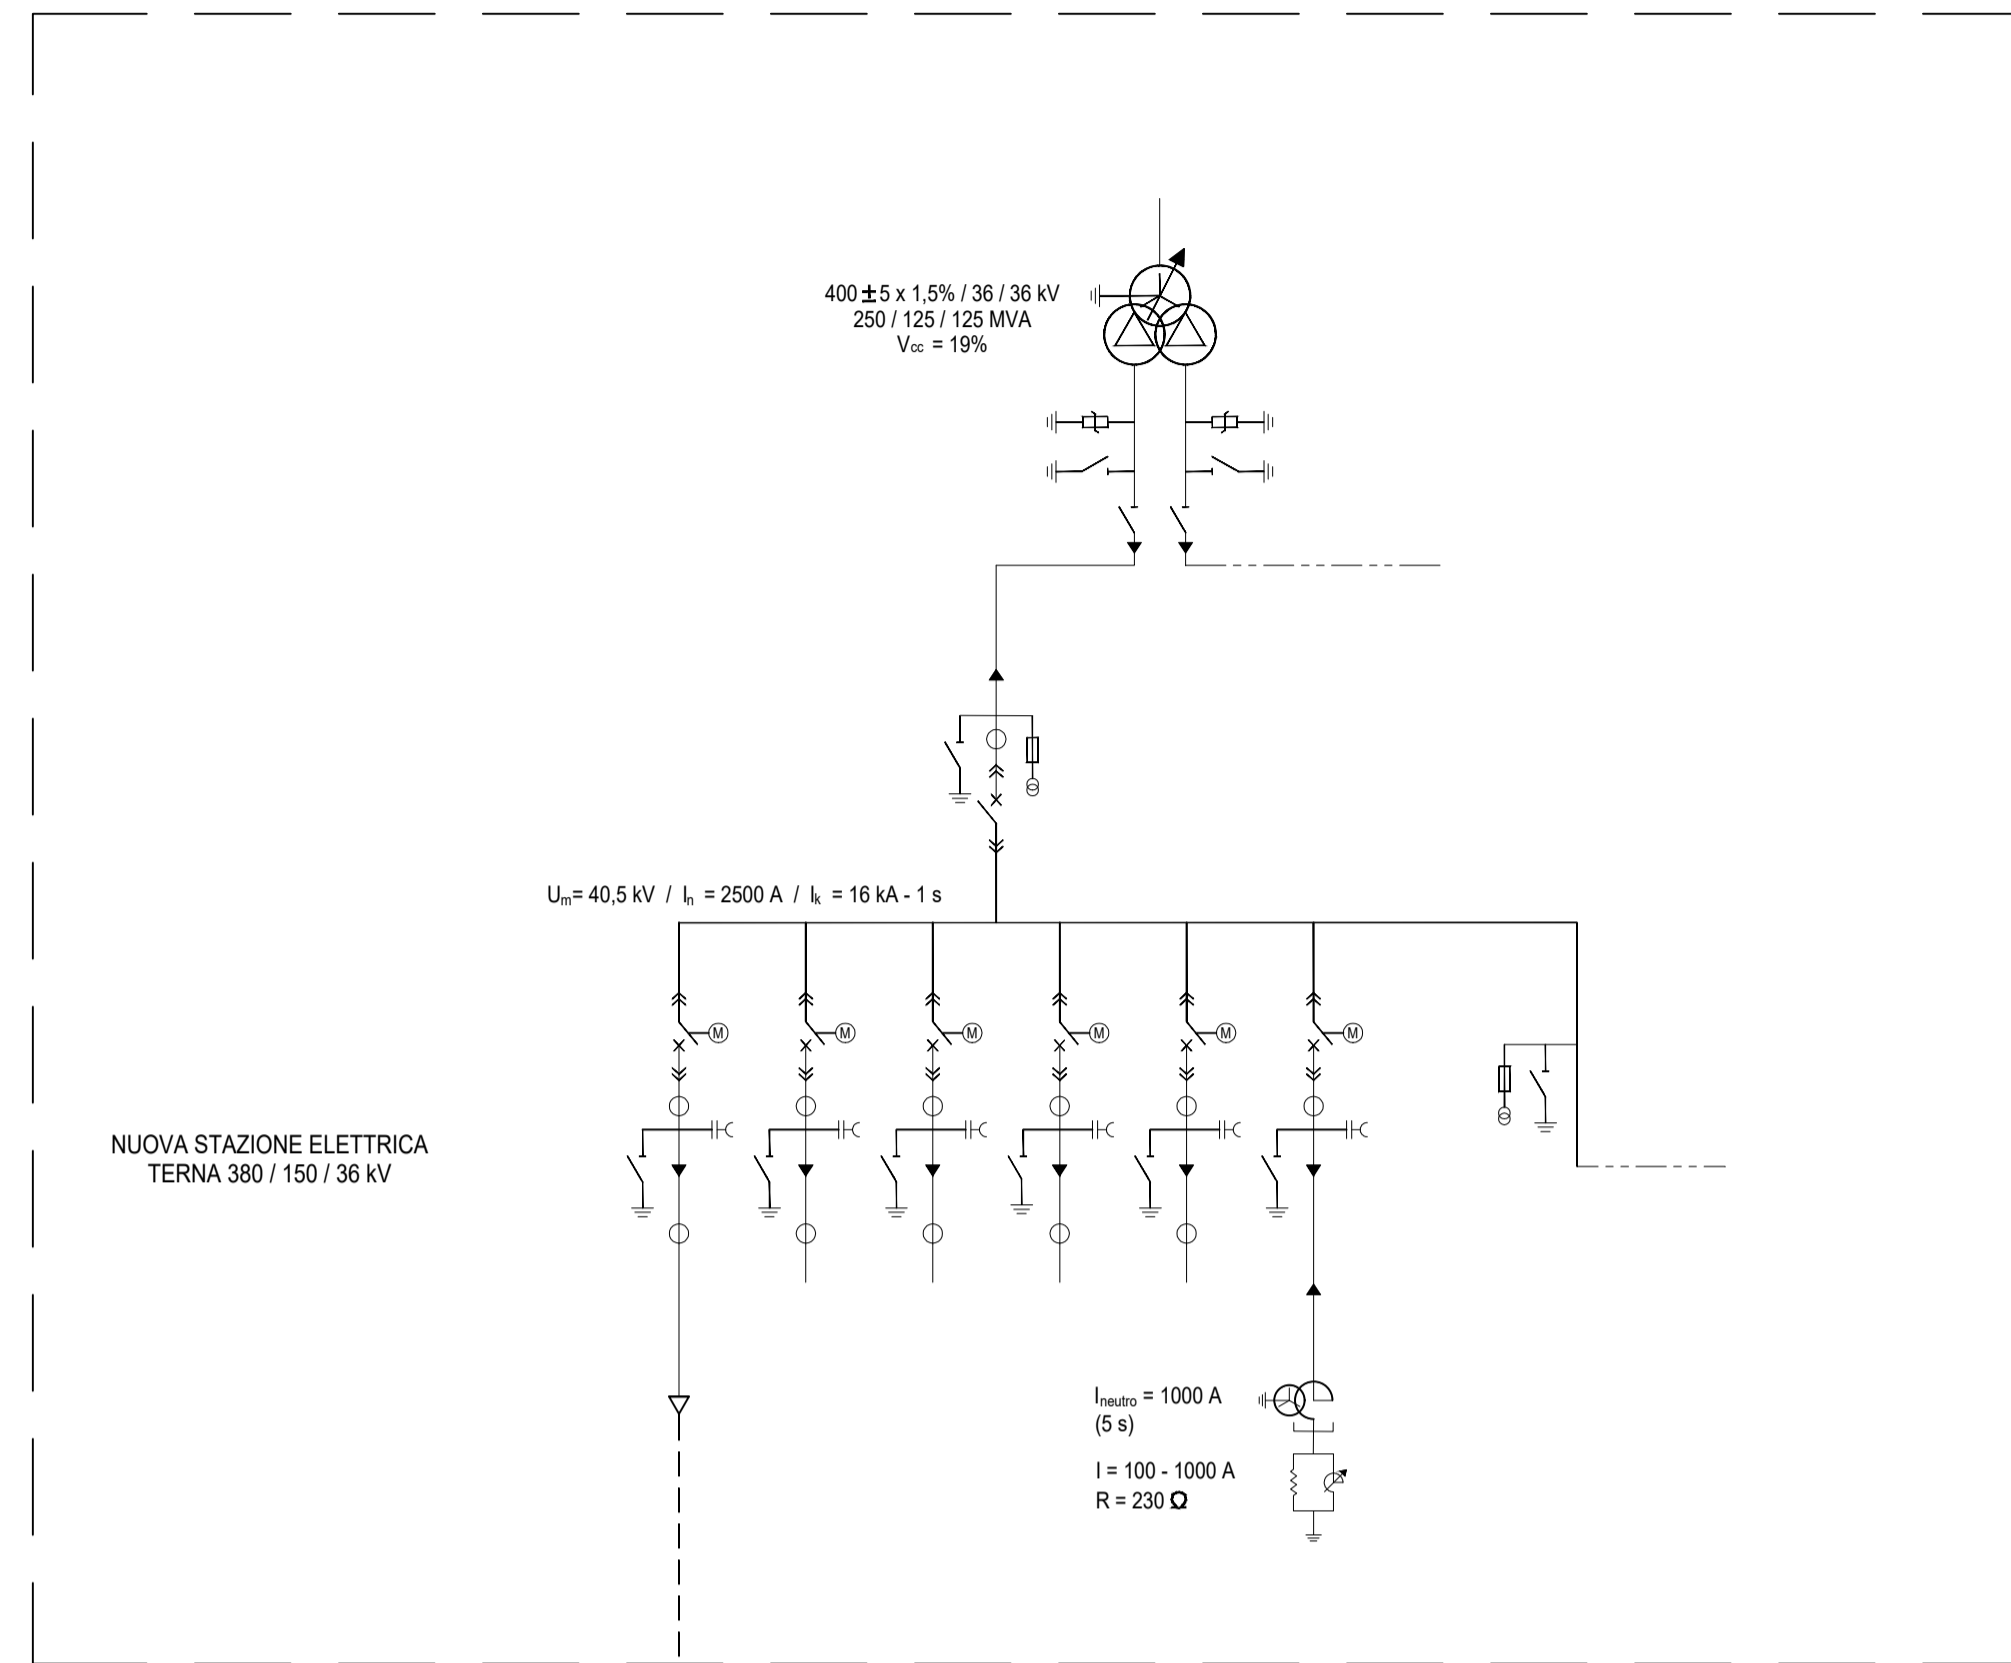 400 ± 5 x 1,5% / 36 / 36 kV
250 / 125 / 125 MVA
Vcc = 19%
Um= 40,5 kV / In = 2500 A / Ik = 16 kA - 1 s
M M M M M M
NUOVA STAZIONE ELETTRICA
TERNA 380 / 150 / 36 kV
Ineutro = 1000 A
(5 s)
I = 100 - 1000 A
R = 230 Ω